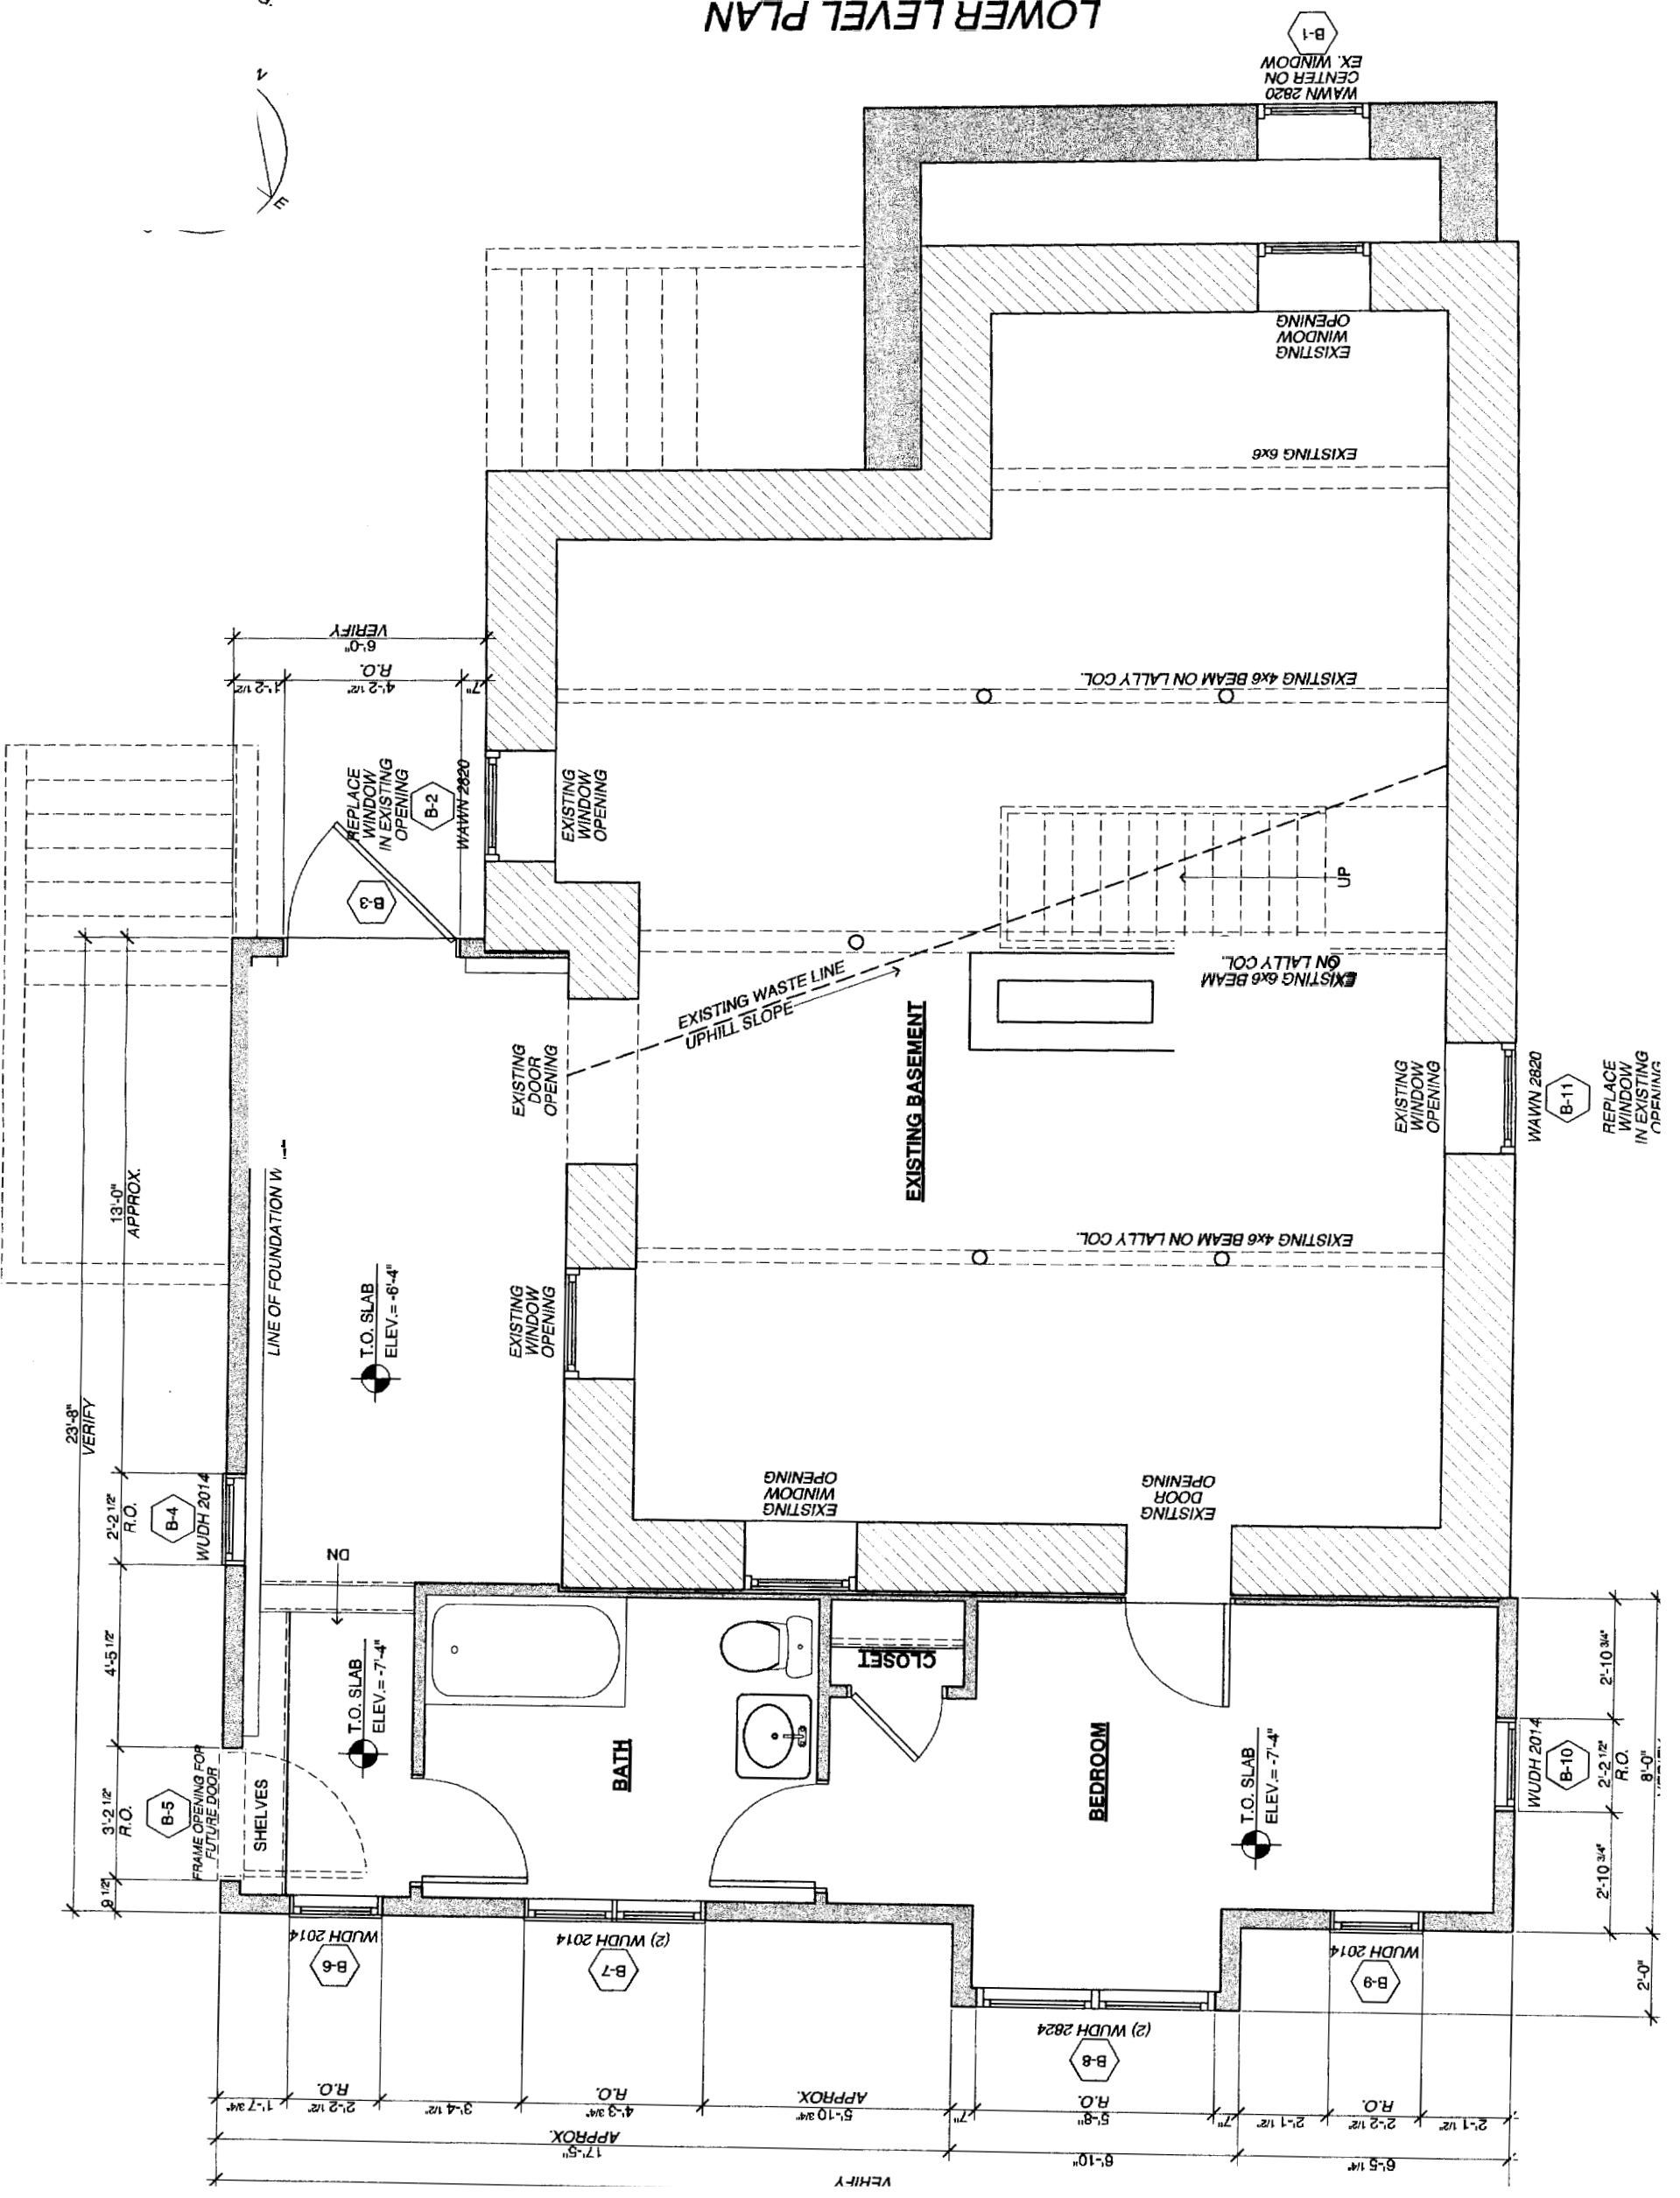 LOWER LEVEL PLAN
N
E
B-1
WAWN 2820
CENTER ON
EX. WINDOW
EXISTING
WINDOW
OPENING
EXISTING 6x6
6'-0"
VERIFY
1'-2 1/2"
4'-2 1/2"
R.O.
7"
EXISTING 4x6 BEAM ON LALLY COL.
REPLACE
WINDOW
IN EXISTING
OPENING
B-2
WAWN 2820
EXISTING
WINDOW
OPENING
B-3
UP
EXISTING 6x6 BEAM
ON LALLY COL.
EXISTING WASTE LINE
UPHILL SLOPE
EXISTING
DOOR
OPENING
EXISTING BASEMENT
EXISTING
WINDOW
OPENING
WAWN 2820
B-11
REPLACE
WINDOW
IN EXISTING
OPENING
23'-8"
VERIFY
13'-0"
APPROX.
LINE OF FOUNDATION W
T.O. SLAB
ELEV.= -6'-4"
EXISTING
WINDOW
OPENING
EXISTING 4x6 BEAM ON LALLY COL.
2'-2 1/2"
R.O.
B-4
WUDH 2014
EXISTING
WINDOW
OPENING
EXISTING
DOOR
OPENING
DN
4'-5 1/2"
T.O. SLAB
ELEV.= -7'-4"
CLOSET
3'-2 1/2"
R.O.
B-5
FRAME OPENING FOR
FUTURE DOOR
SHELVES
BATH
BEDROOM
T.O. SLAB
ELEV.= -7'-4"
2'-10 3/4"
WUDH 2014
B-10
2'-2 1/2"
R.O.
8'-0"
2'-10 3/4"
9 1/2"
WUDH 2014
B-6
(2) WUDH 2014
B-7
WUDH 2014
B-9
2'-0"
(2) WUDH 2824
B-8
1'-7 3/4"
2'-2 1/2"
R.O.
3'-4 1/2"
4'-3 3/4"
R.O.
5'-10 3/4"
APPROX.
7"
5'-8"
R.O.
7"
2'-1 1/2"
2'-2 1/2"
R.O.
2'-1 1/2"
17'-5"
APPROX.
6'-10"
6'-5 1/4"
VERIFY